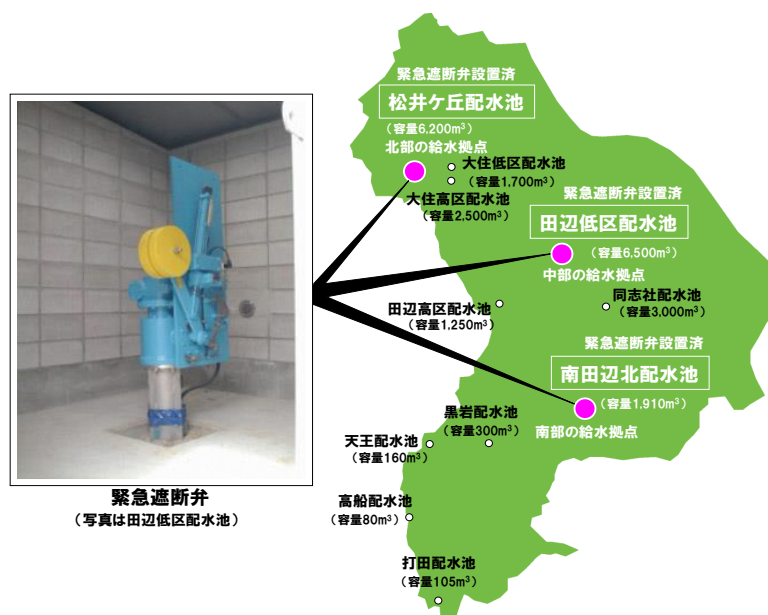 緊急遮断弁設置済
松井ケ丘配水池
（容量6,200m³）
北部の給水拠点
大住低区配水池
（容量1,700m³）
大住高区配水池
（容量2,500m³）
緊急遮断弁設置済
田辺低区配水池
（容量6,500m³）
中部の給水拠点
田辺高区配水池
（容量1,250m³）
同志社配水池
（容量3,000m³）
緊急遮断弁設置済
南田辺北配水池
（容量1,910m³）
南部の給水拠点
黒岩配水池
（容量300m³）
天王配水池
（容量160m³）
高船配水池
（容量80m³）
打田配水池
（容量105m³）
緊急遮断弁
（写真は田辺低区配水池）